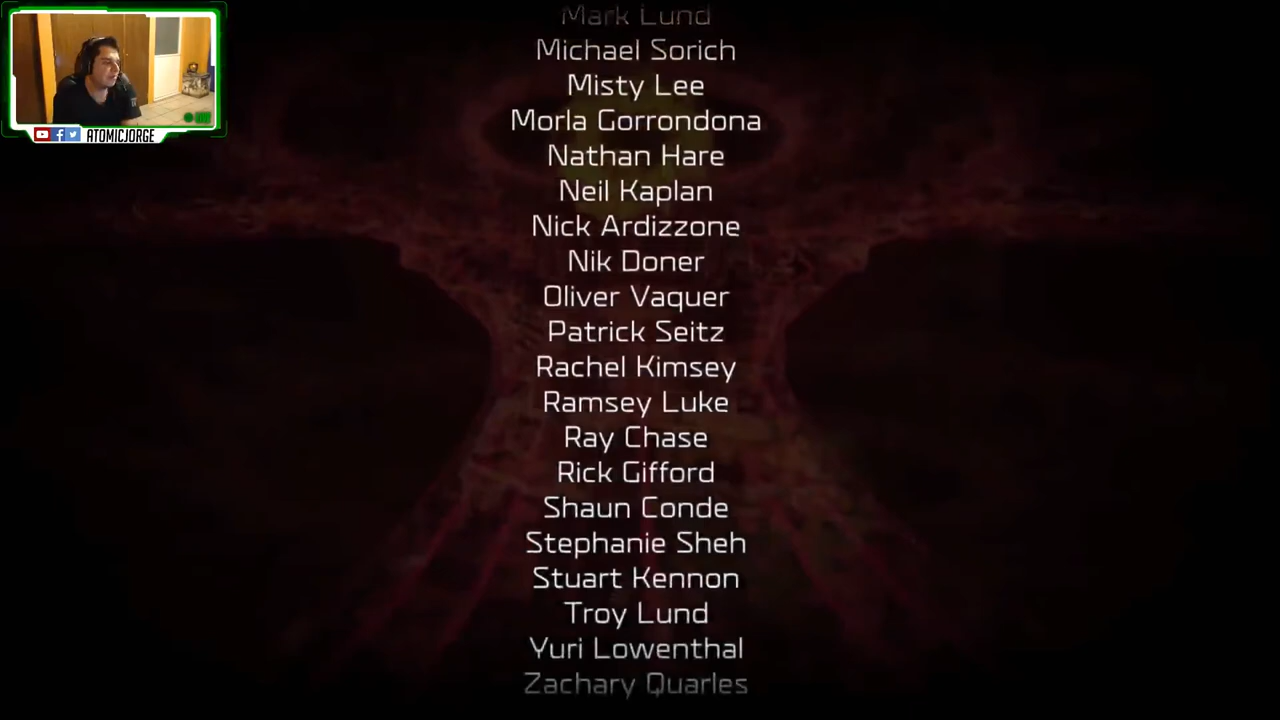 Mark Lund
Michael Sorich
Misty Lee
Morla Gorrondona
Nathan Hare
Neil Kaplan
Nick Ardizzone
Nik Doner
Oliver Vaquer
Patrick Seitz
Rachel Kimsey
Ramsey Luke
Ray Chase
Rick Gifford
Shaun Conde
Stephanie Sheh
Stuart Kennon
Troy Lund
Yuri Lowenthal
Zachary Quarles
ATOMICJORGE